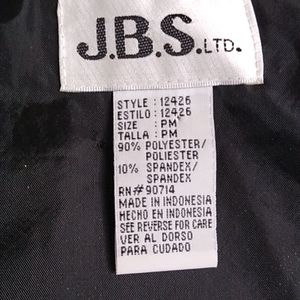 J.B.S. LTD.
STYLE : 12426
ESTILO : 12426
SIZE : PM
TALLA : PM
90% POLYESTER/
POLIESTER
10% SPANDEX/
SPANDEX
RN# 90714
MADE IN INDONESIA
HECHO EN INDONESIA
SEE REVERSE FOR CARE
VER AL DORSO
PARA CUIDADO